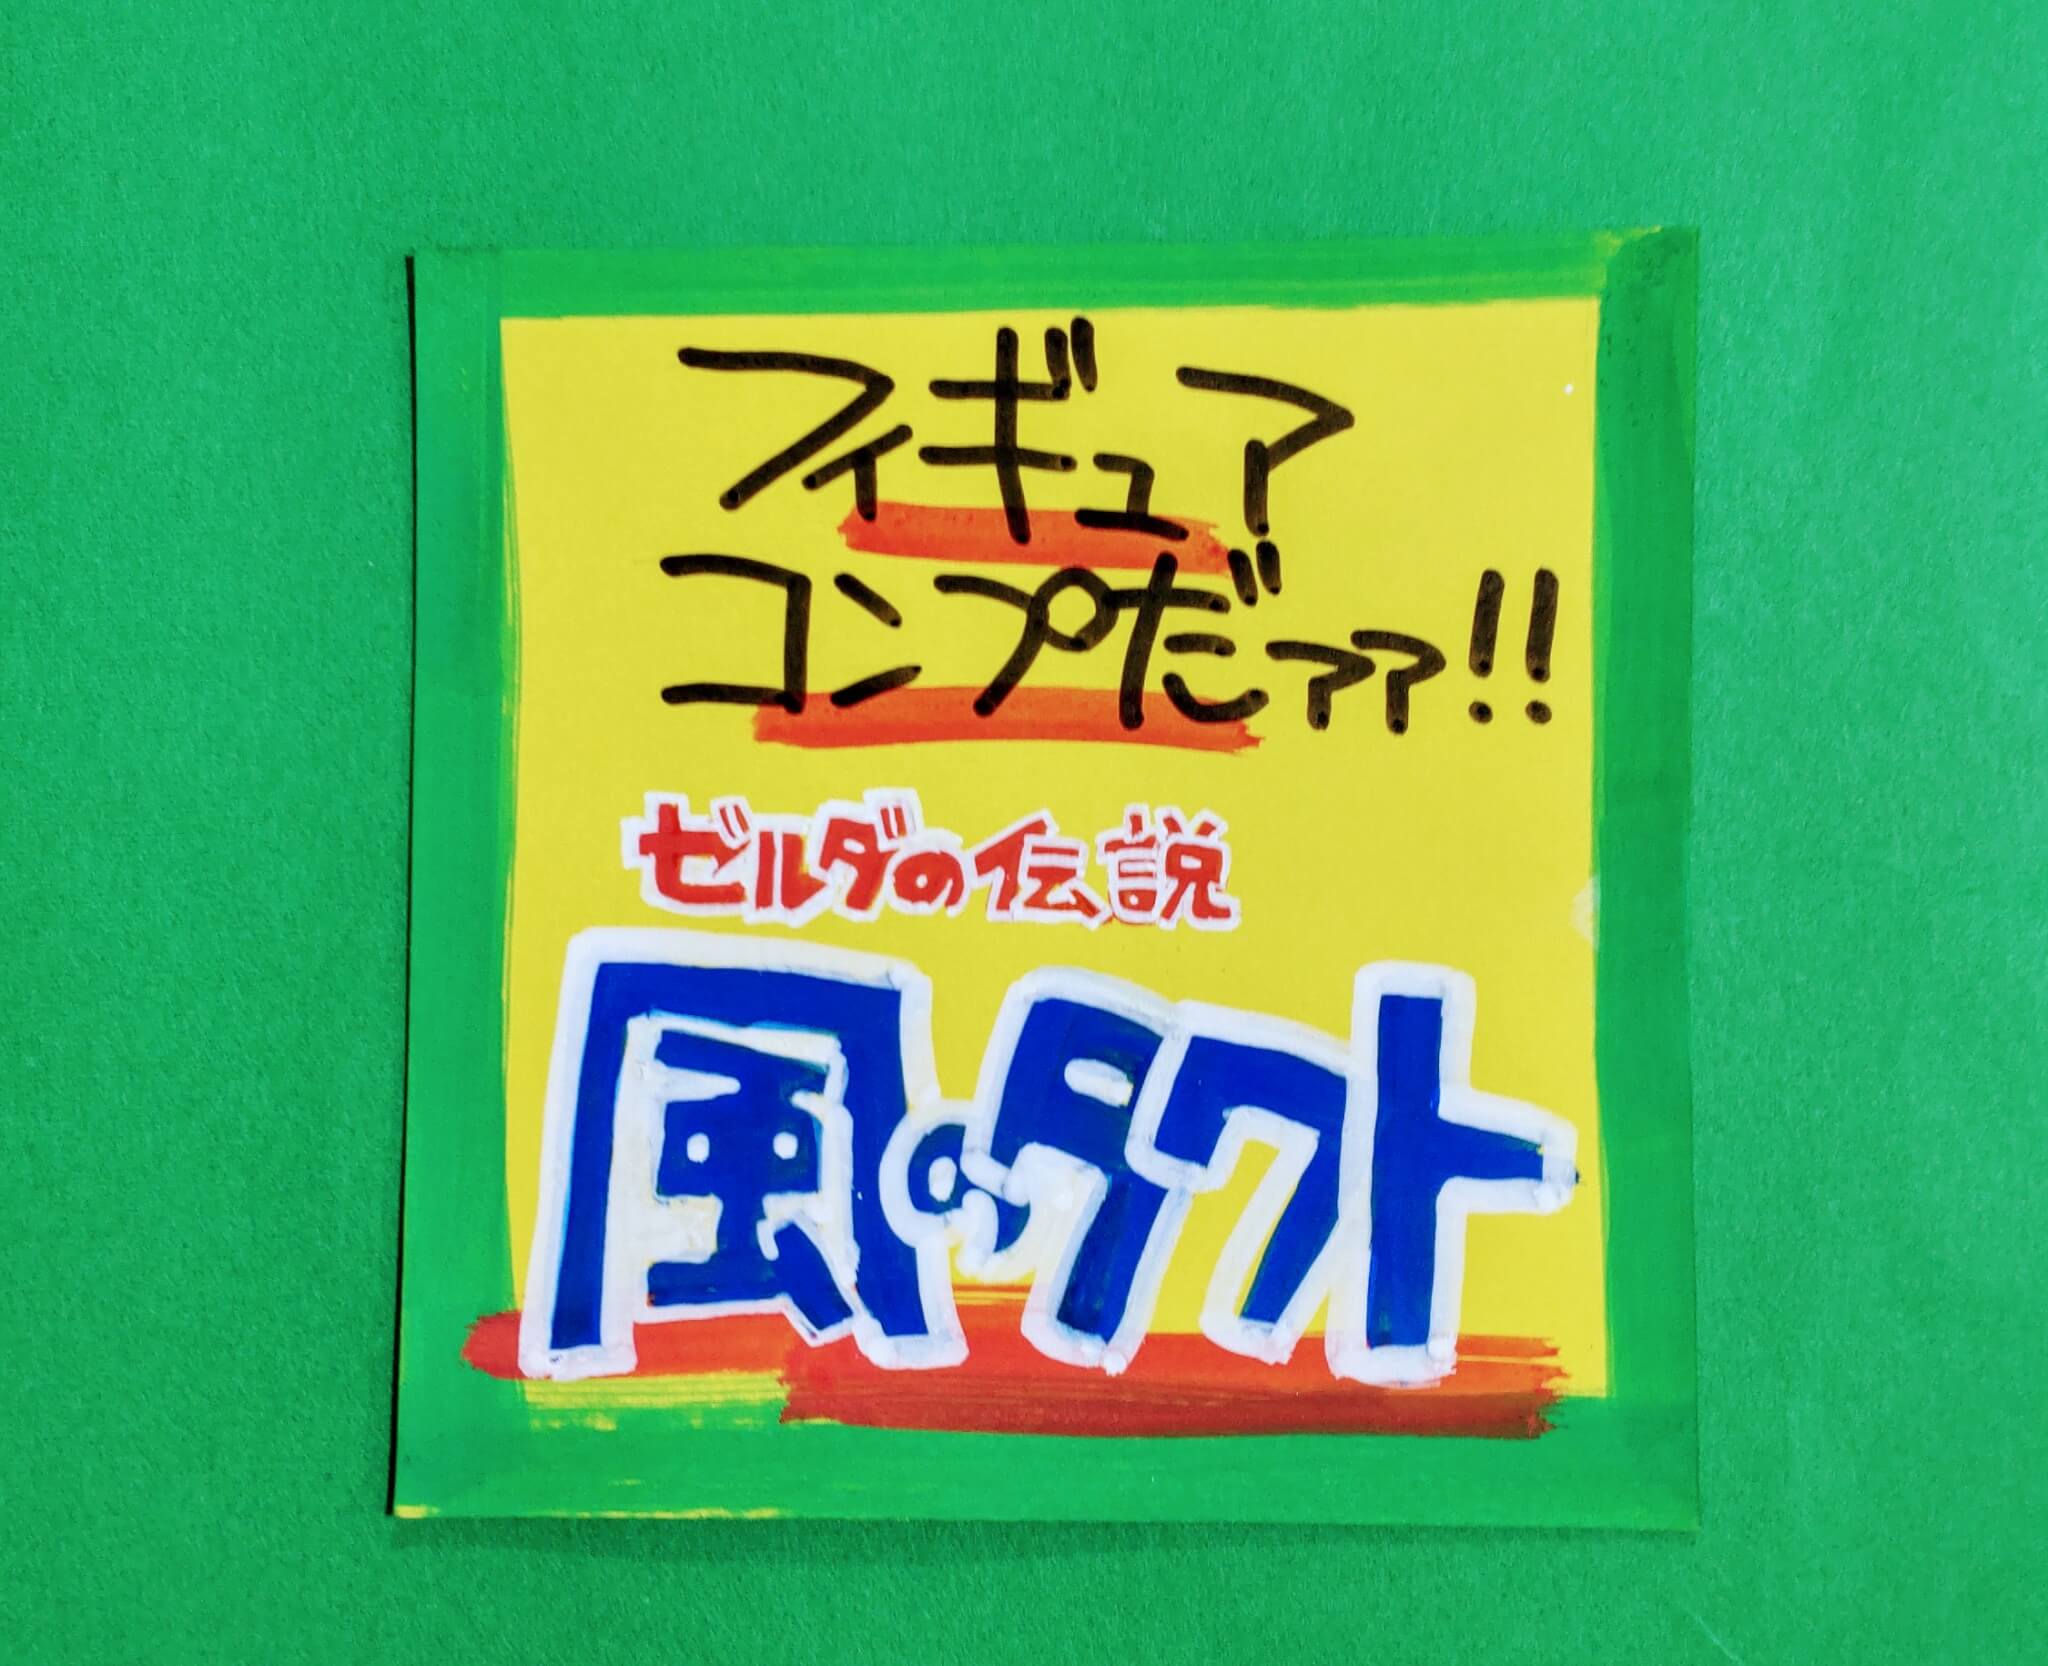 フィギュア
コンプだァァ!!
ゼルダの伝説
風のタクト